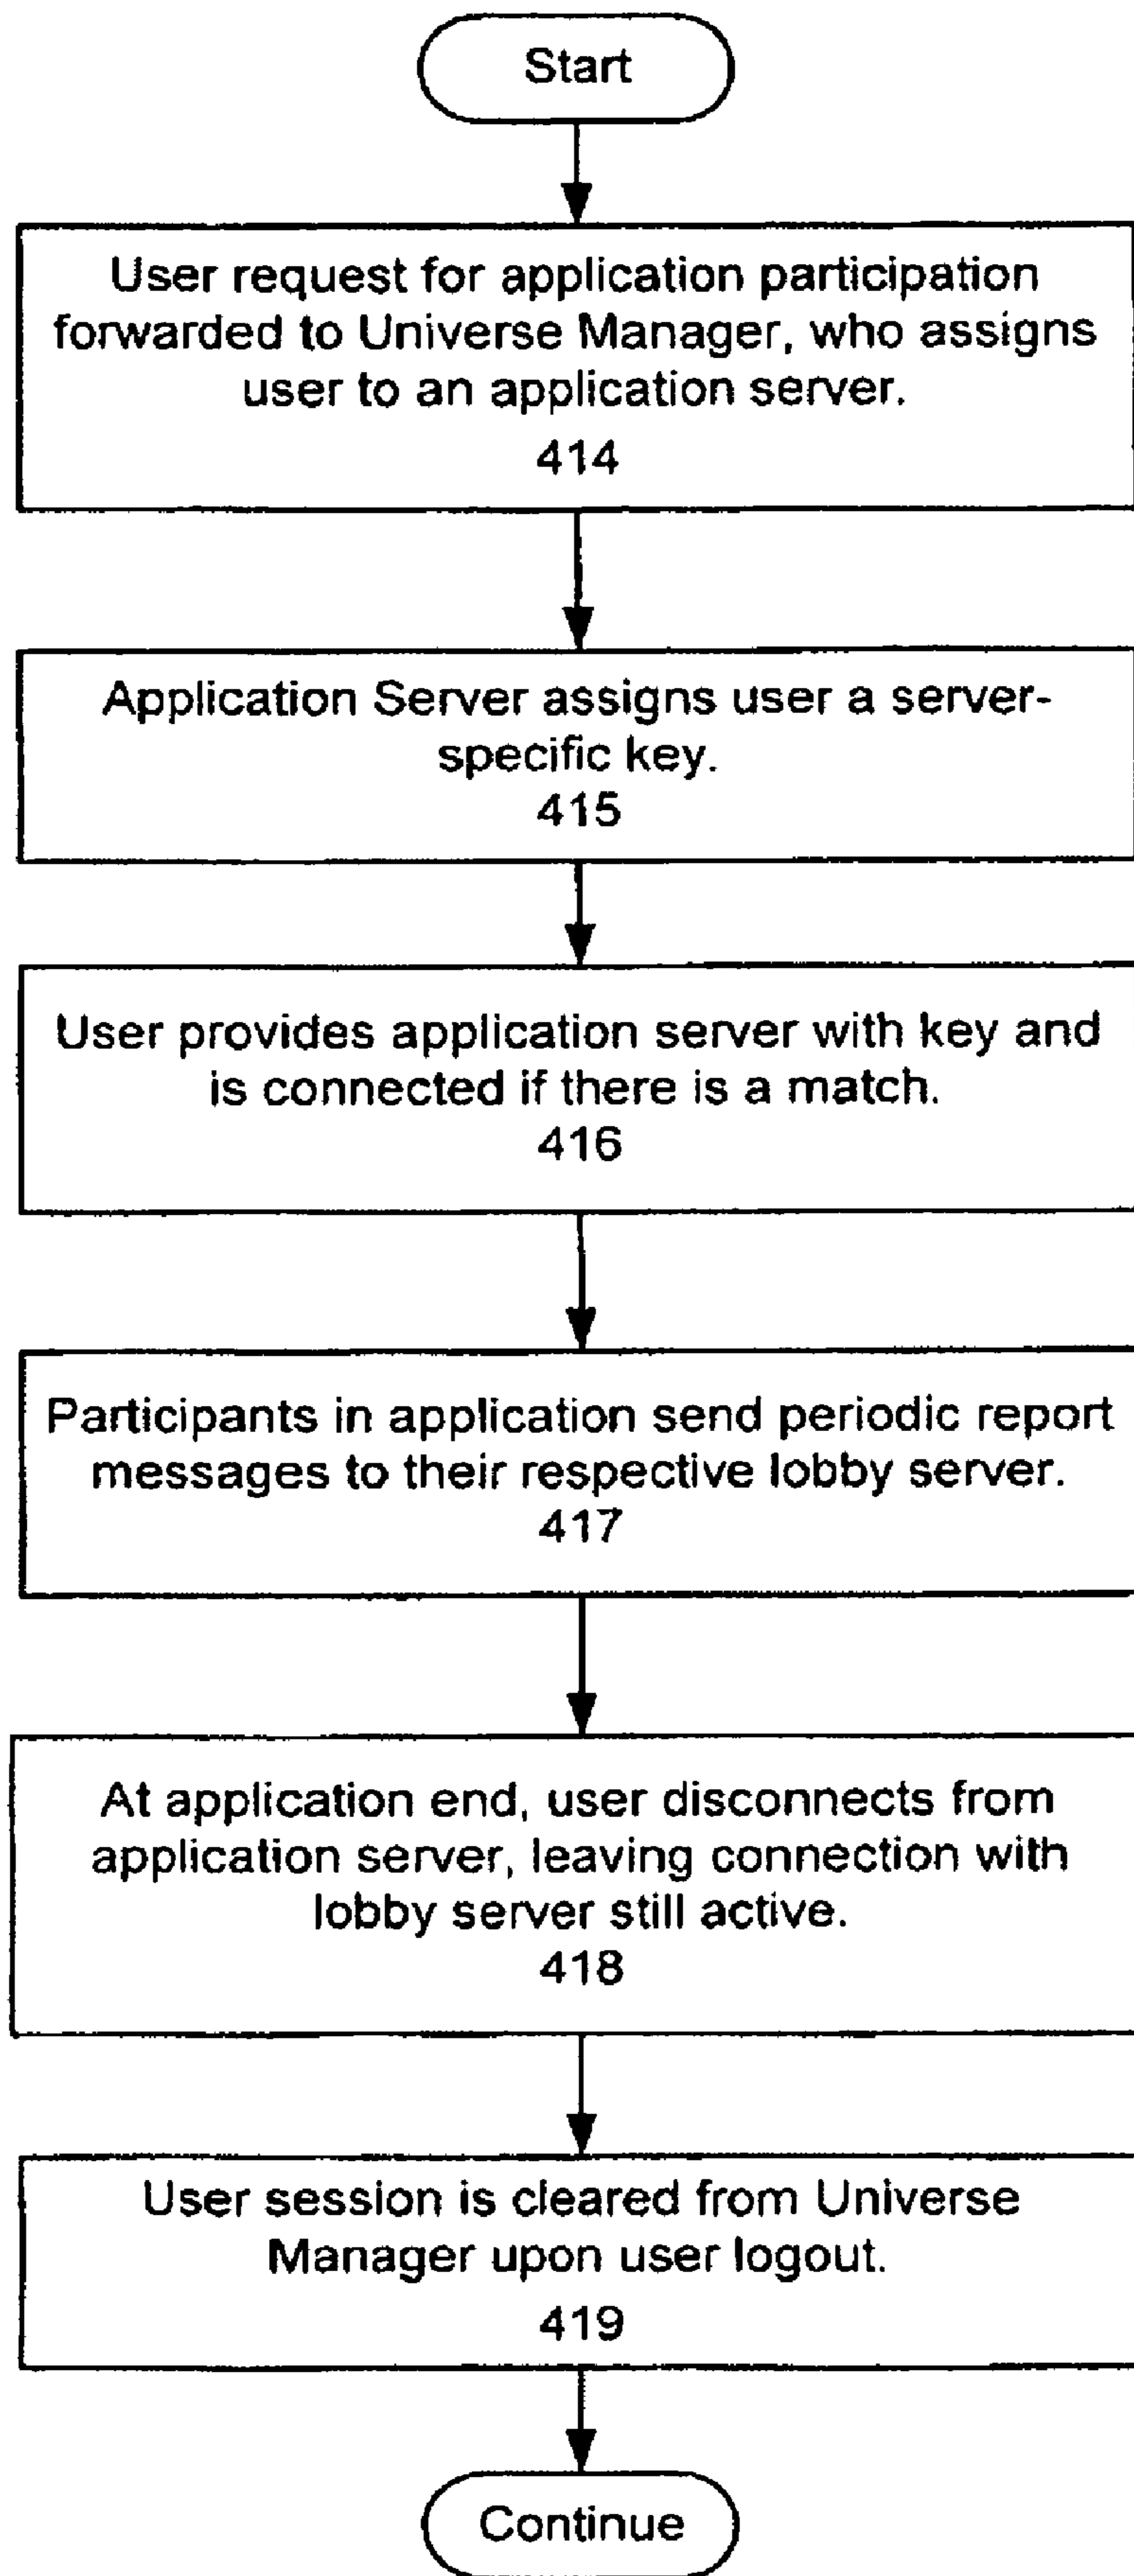 Start
User request for application participation
forwarded to Universe Manager, who assigns
user to an application server.
414
Application Server assigns user a server-
specific key.
415
User provides application server with key and
is connected if there is a match.
416
Participants in application send periodic report
messages to their respective lobby server.
417
At application end, user disconnects from
application server, leaving connection with
lobby server still active.
418
User session is cleared from Universe
Manager upon user logout.
419
Continue